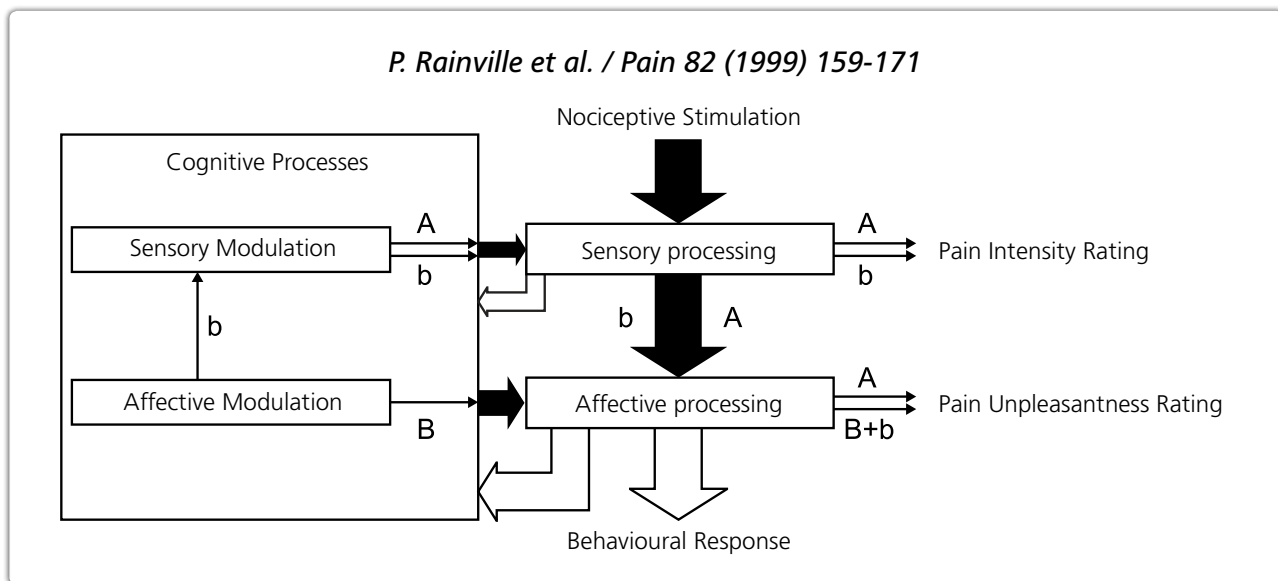 P. Rainville et al. / Pain 82 (1999) 159-171
Nociceptive Stimulation
Cognitive Processes
A
A
Sensory Modulation
Sensory processing
Pain Intensity Rating
b
b
b
A
b
A
Affective Modulation
Affective processing
Pain Unpleasantness Rating
B
B+b
Behavioural Response